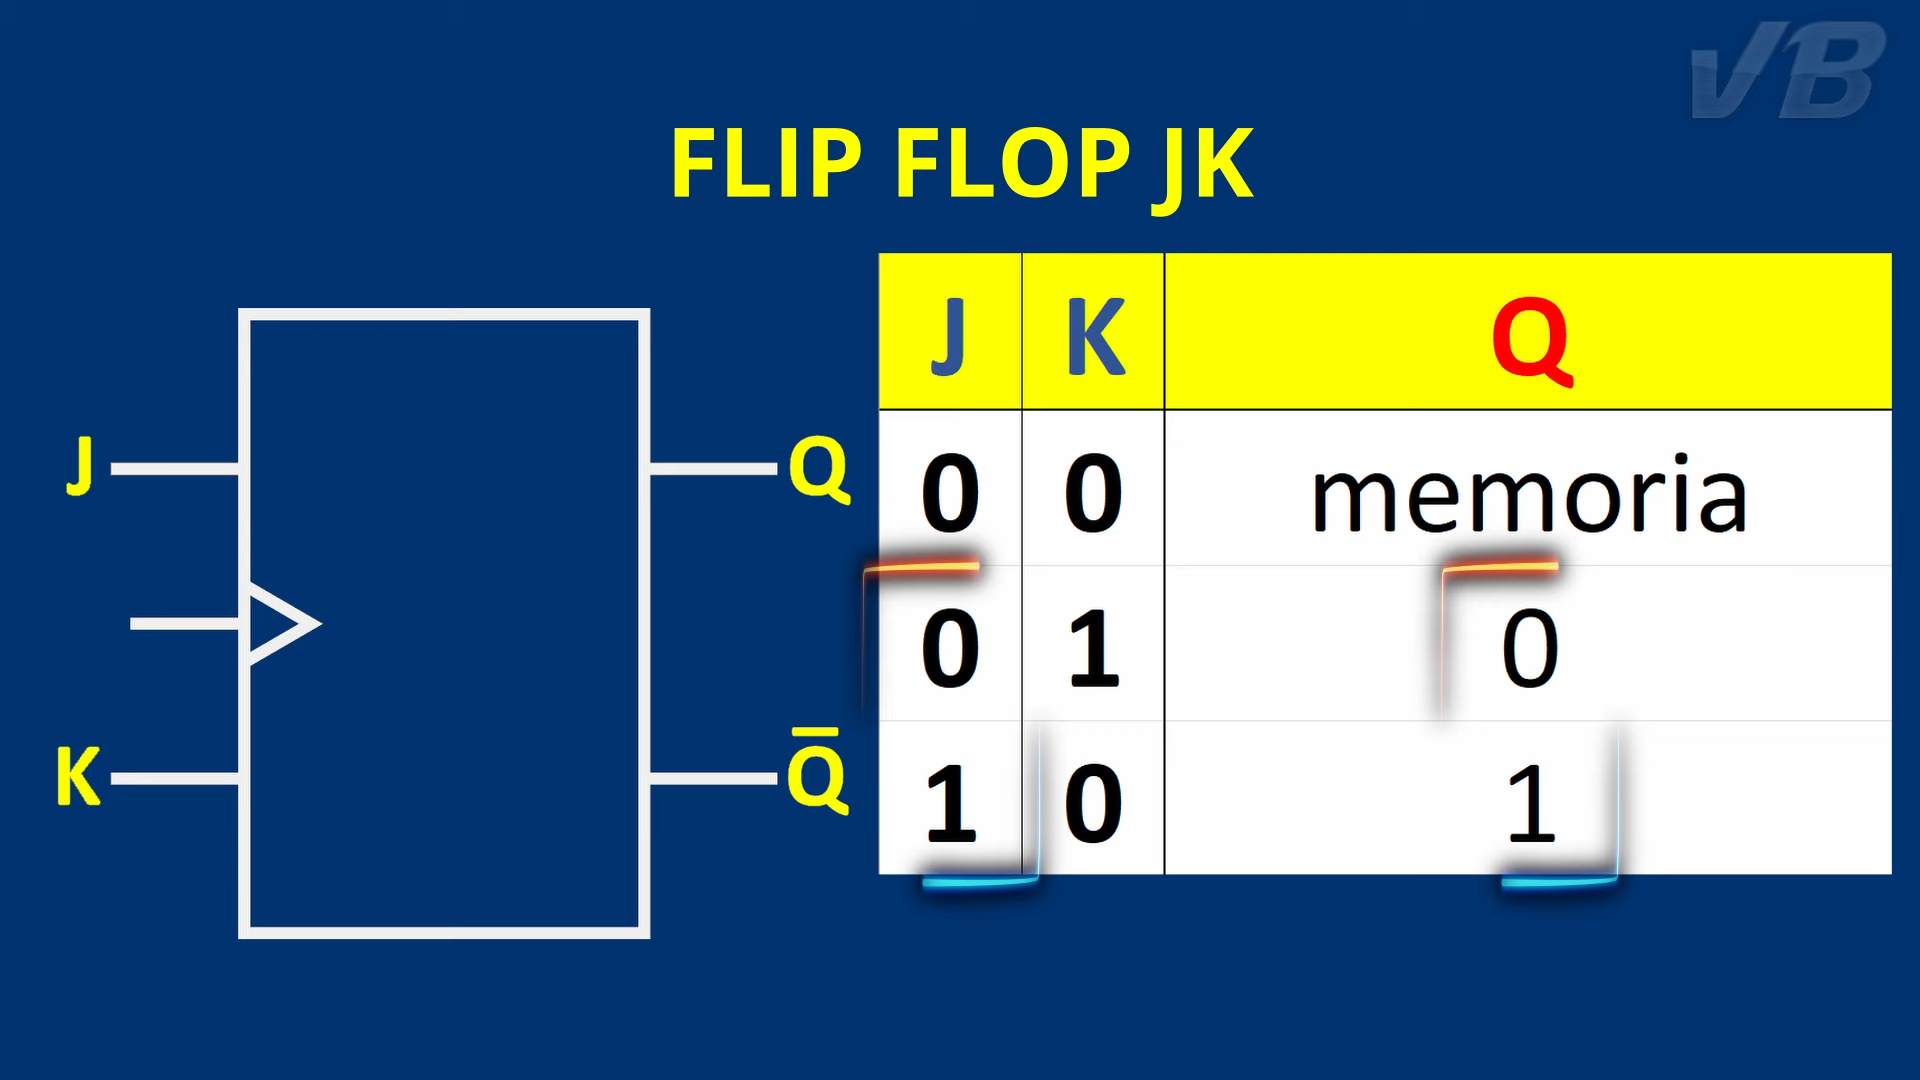 VB
FLIP FLOP JK
J K Q
0 0 memoria
0 1 0
1 0 1
J
Q
K
Q̅